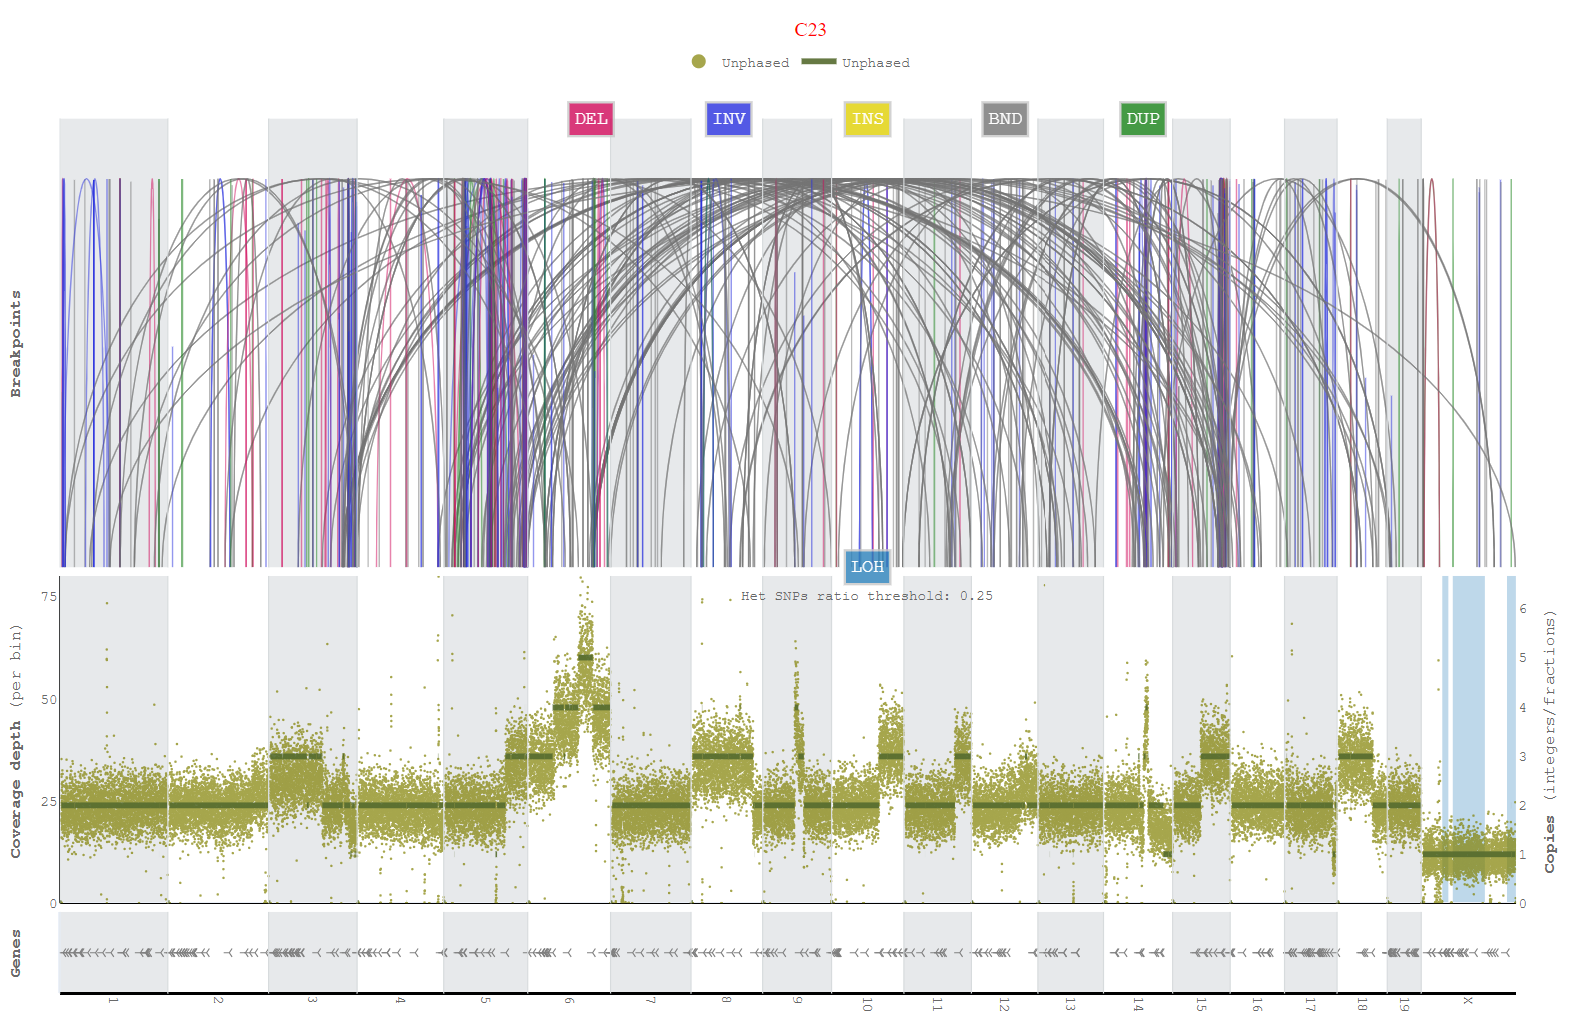 C23
Unphased Unphased
DEL INV INS BND DUP
Breakpoints
LOH
Het SNPs ratio threshold: 0.25
Coverage depth (per bin)
75
50
25
0
6
5
4
3
2
1
0
Copies (integers/fractions)
Genes
1 2 3 4 5 6 7 8 9 10 11 12 13 14 15 16 17 18 19 X